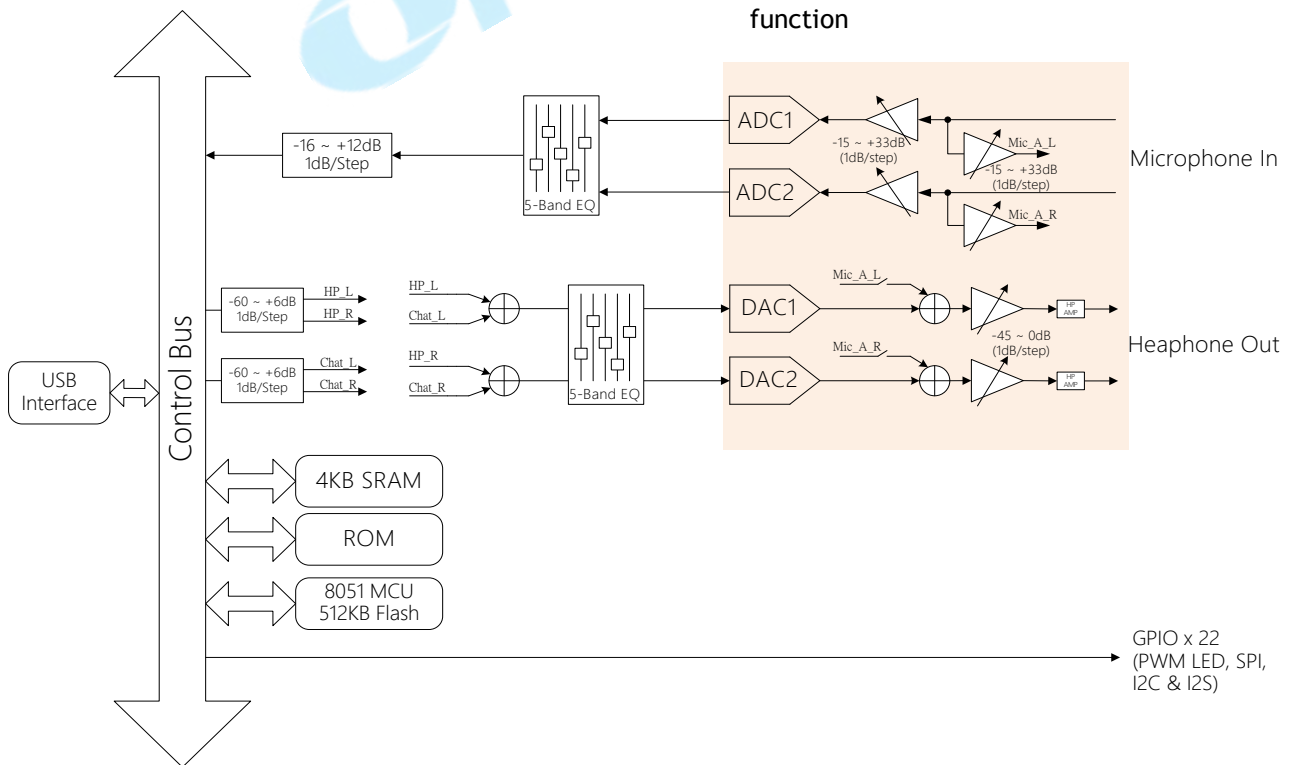 function
ADC1
-15 ~ +33dB
(1dB/step)
Mic_A_L
-15 ~ +33dB
(1dB/step)
Microphone In
-16 ~ +12dB
1dB/Step
5-Band EQ
ADC2
Mic_A_R
-60 ~ +6dB
1dB/Step
HP_L
HP_R
HP_L
Chat_L
DAC1
Mic_A_L
HP
AMP
-45 ~ 0dB
(1dB/step)
Heaphone Out
-60 ~ +6dB
1dB/Step
Chat_L
Chat_R
HP_R
Chat_R
5-Band EQ
DAC2
Mic_A_R
HP
AMP
USB
Interface
Control Bus
4KB SRAM
ROM
8051 MCU
512KB Flash
GPIO x 22
(PWM LED, SPI,
I2C & I2S)